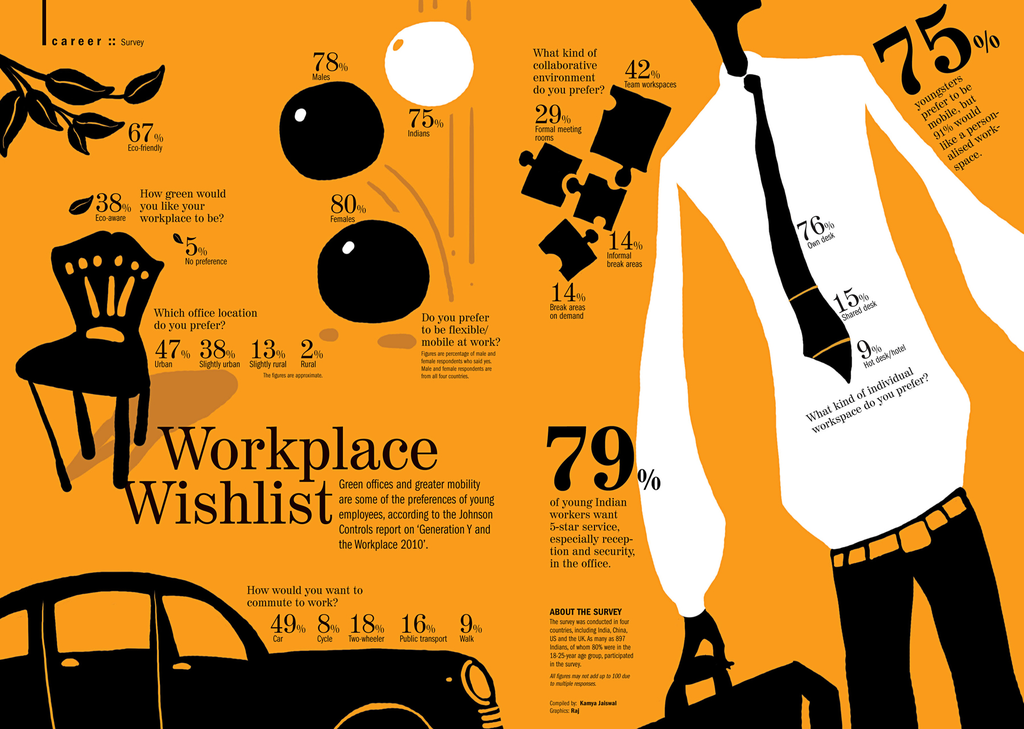 career :: Survey
67%
Eco-friendly
38%
Eco-aware
How green would
you like your
workplace to be?
5%
No preference
78%
Males
75%
Indians
80%
Females
Do you prefer
to be flexible/
mobile at work?
Figures are percentage of male and
female respondents who said yes.
Male and female respondents are
from all four countries.
Which office location
do you prefer?
47% 38% 13% 2%
Urban Slightly urban Slightly rural Rural
The figures are approximate.
Workplace
Wishlist
Green offices and greater mobility
are some of the preferences of young
employees, according to the Johnson
Controls report on ‘Generation Y and
the Workplace 2010’.
How would you want to
commute to work?
49% 8% 18% 16% 9%
Car Cycle Two-wheeler Public transport Walk
What kind of
collaborative
environment
do you prefer?
42%
Team workspaces
29%
Formal meeting
rooms
14%
Informal
break areas
14%
Break areas
on demand
75%
youngsters
prefer to be
mobile, but
91% would
like a person-
alised work-
space.
76%
Own desk
15%
Shared desk
9%
Hot desk/hotel
What kind of individual
workspace do you prefer?
79%
of young Indian
workers want
5-star service,
especially recep-
tion and security,
in the office.
ABOUT THE SURVEY
The survey was conducted in four
countries, including India, China,
US and the UK. As many as 897
Indians, of whom 80% were in the
18-25-year age group, participated
in the survey.
All figures may not add up to 100 due
to multiple responses.
Compiled by: Kamya Jaiswal
Graphics: Raj